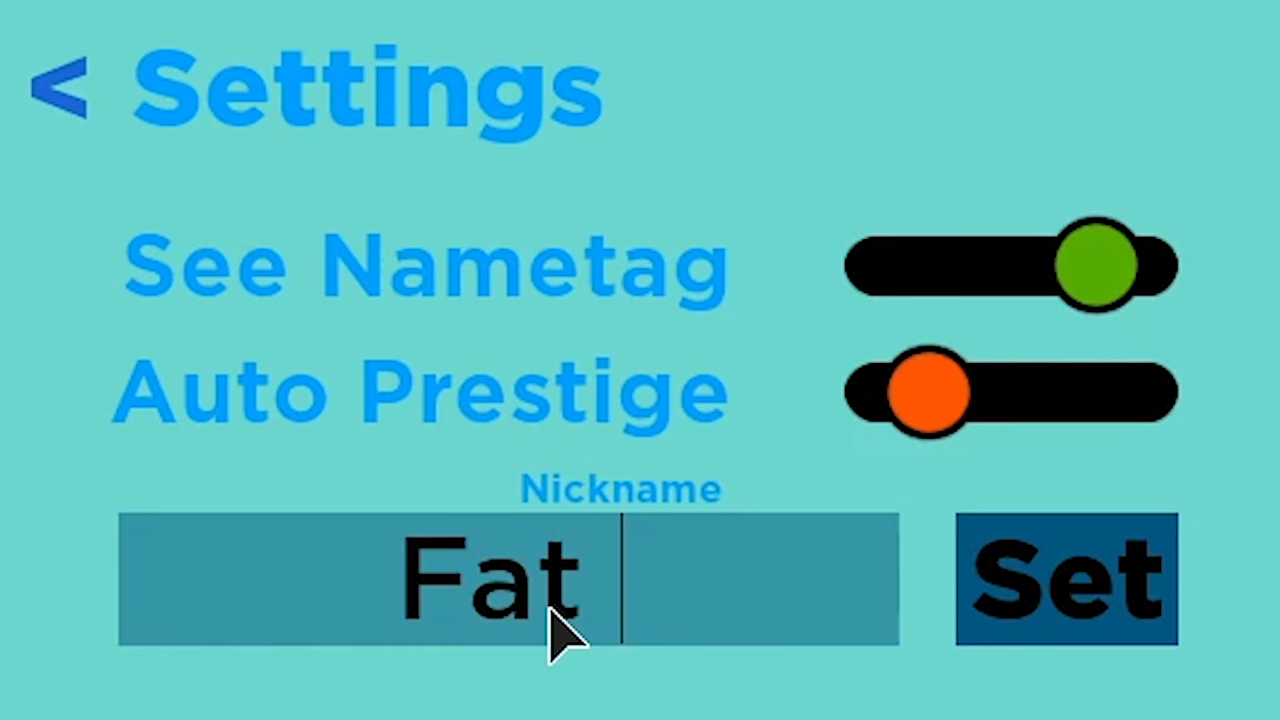 < Settings
See Nametag
Auto Prestige
Nickname
Fat
Set